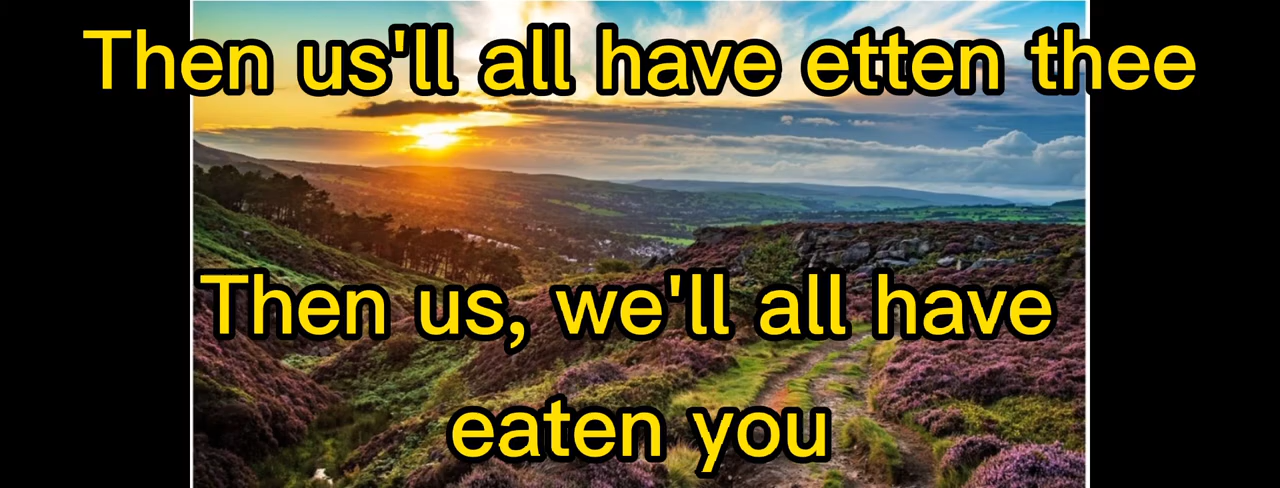 Then us'll all have etten thee
Then us, we'll all have
eaten you